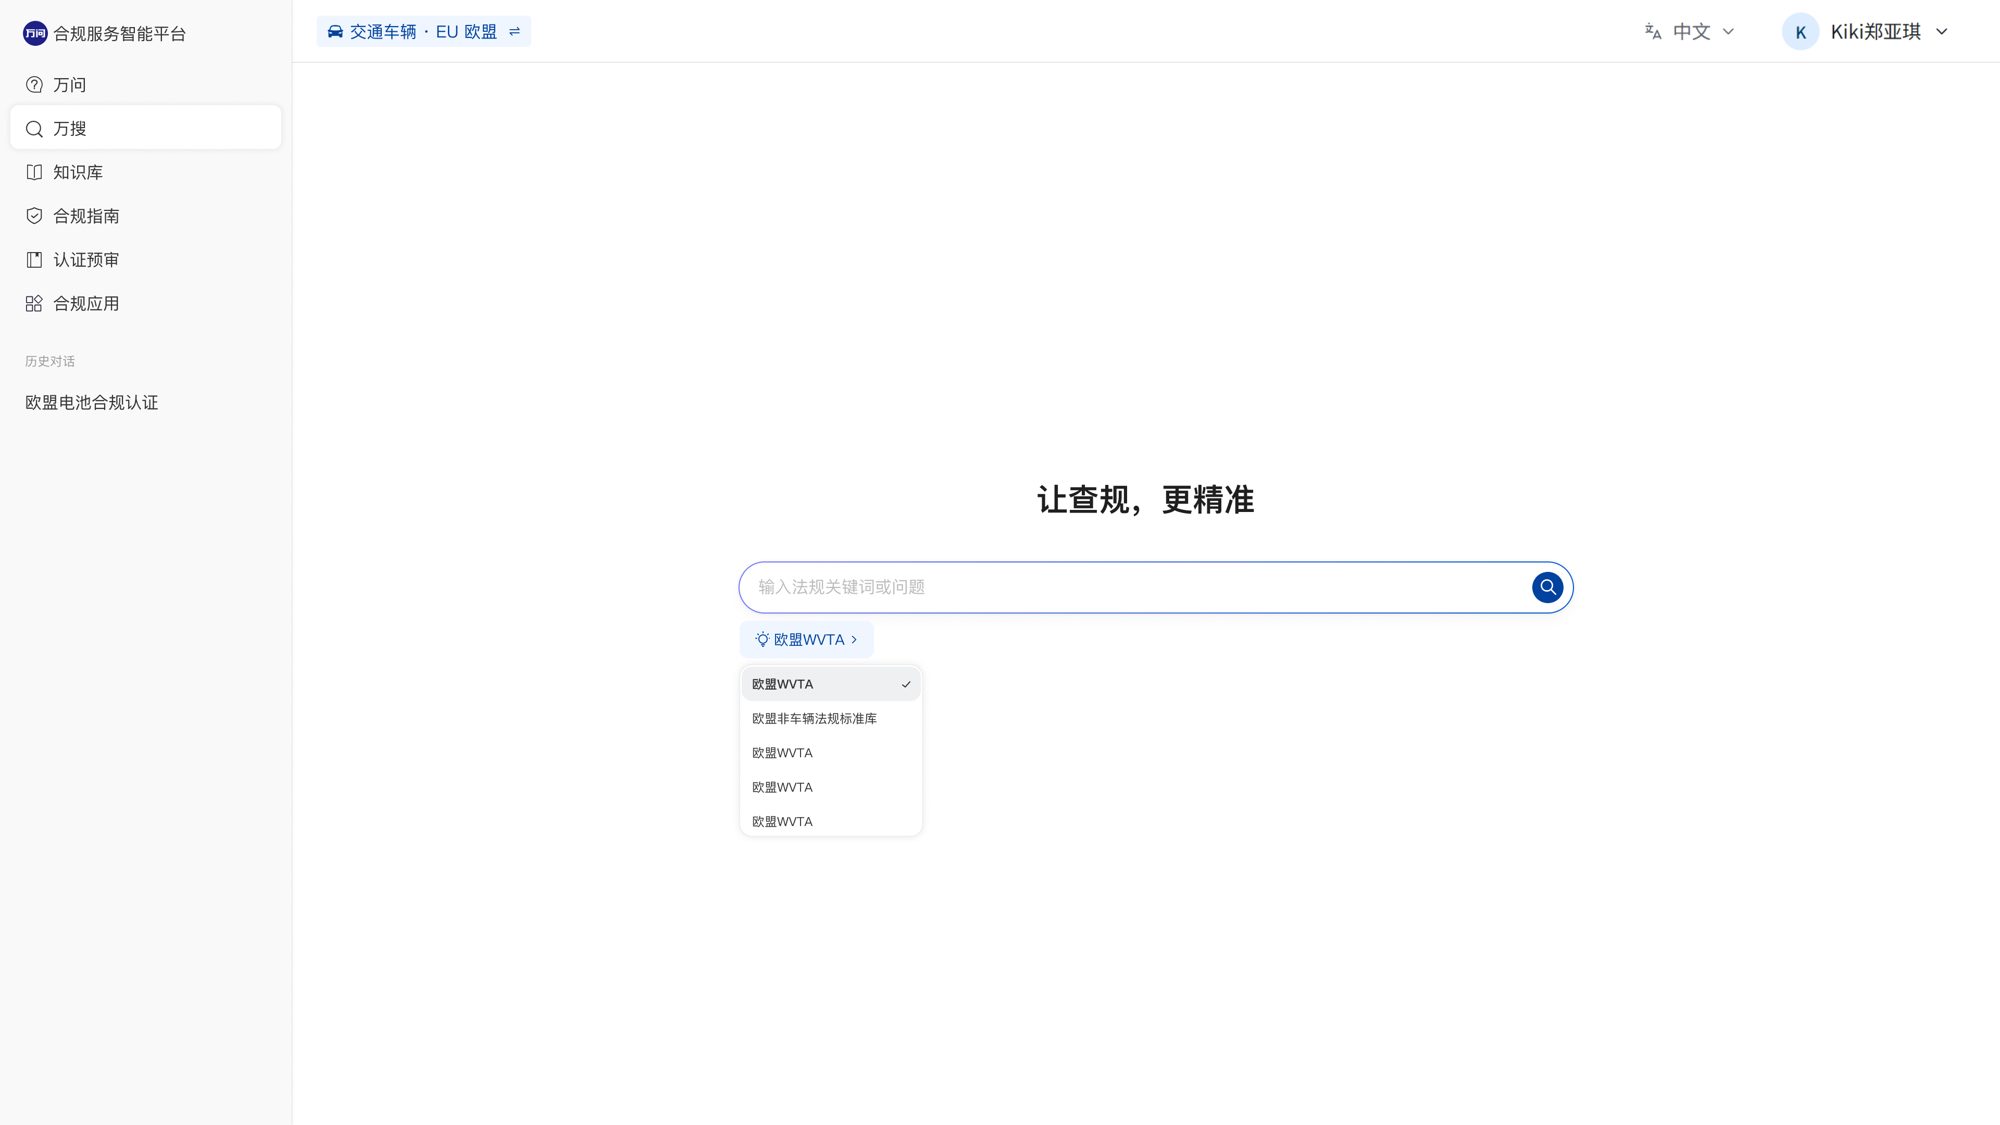 万问 合规服务智能平台
交通车辆 · EU 欧盟
中文
K Kiki郑亚琪
万问
万搜
知识库
合规指南
认证预审
合规应用
历史对话
欧盟电池合规认证
让查规，更精准
输入法规关键词或问题
欧盟WVTA
欧盟WVTA
欧盟非车辆法规标准库
欧盟WVTA
欧盟WVTA
欧盟WVTA